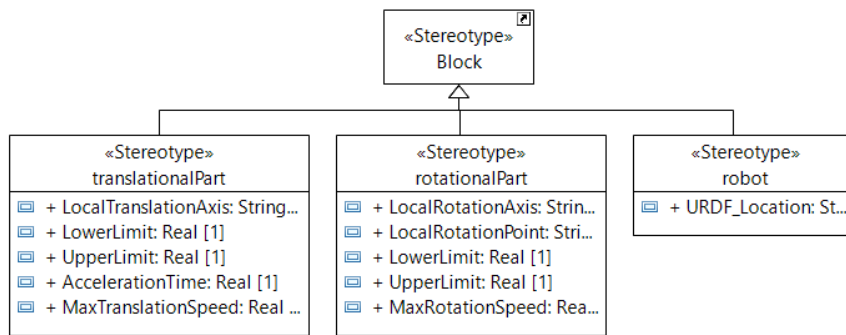 «Stereotype»
Block
«Stereotype»
translationalPart
+ LocalTranslationAxis: String...
+ LowerLimit: Real [1]
+ UpperLimit: Real [1]
+ AccelerationTime: Real [1]
+ MaxTranslationSpeed: Real ...
«Stereotype»
rotationalPart
+ LocalRotationAxis: Strin...
+ LocalRotationPoint: Stri...
+ LowerLimit: Real [1]
+ UpperLimit: Real [1]
+ MaxRotationSpeed: Rea...
«Stereotype»
robot
+ URDF_Location: St...